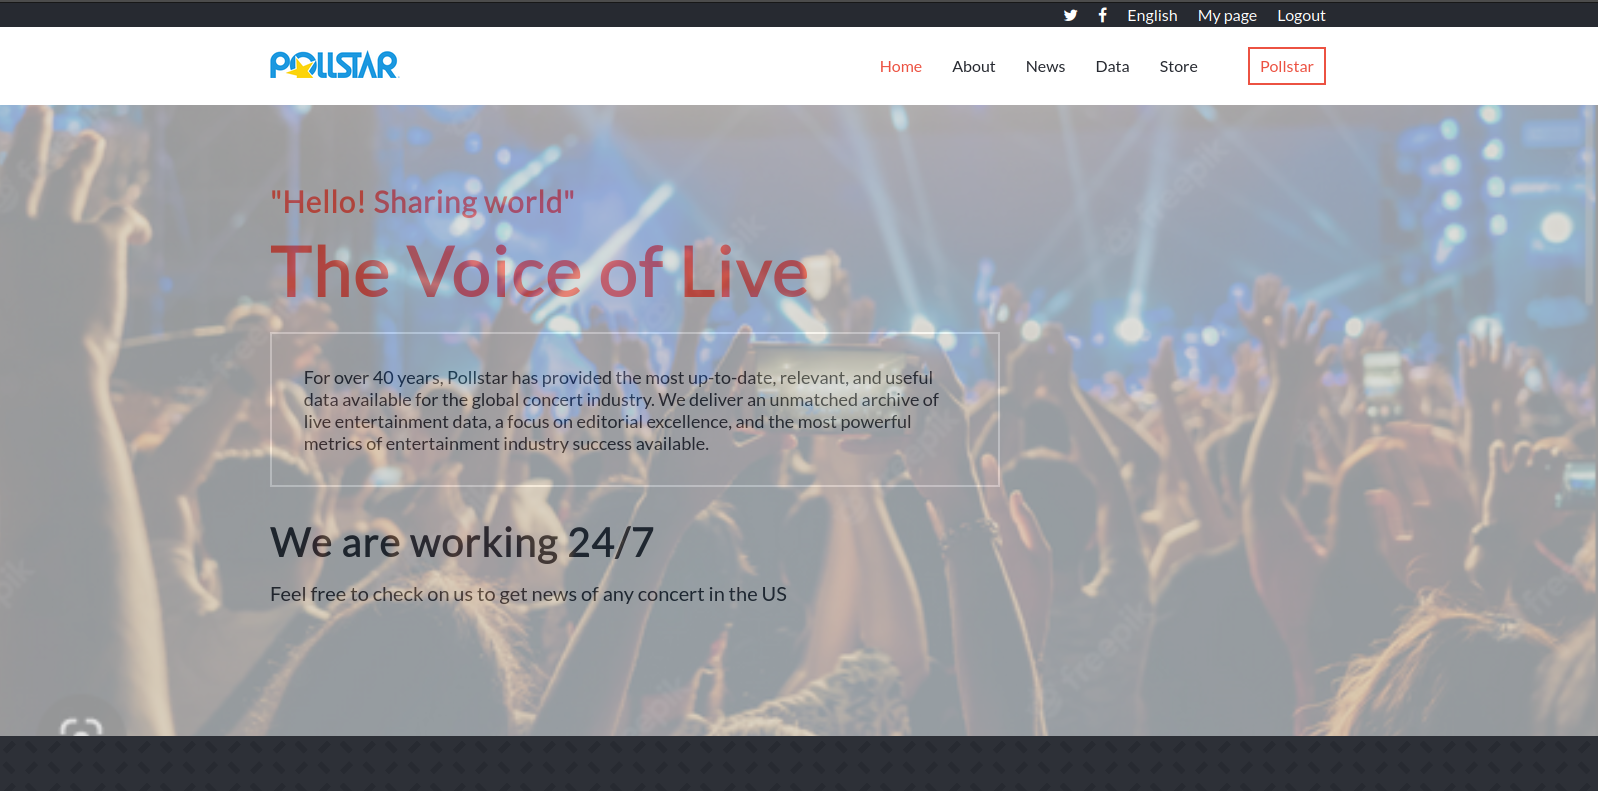 English My page Logout
POLLSTAR
Home About News Data Store Pollstar
"Hello! Sharing world"
The Voice of Live
For over 40 years, Pollstar has provided the most up-to-date, relevant, and useful
data available for the global concert industry. We deliver an unmatched archive of
live entertainment data, a focus on editorial excellence, and the most powerful
metrics of entertainment industry success available.
We are working 24/7
Feel free to check on us to get news of any concert in the US
freepik
freepik